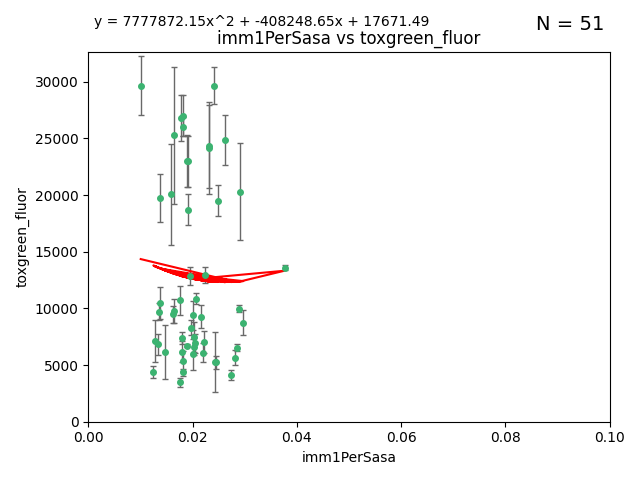 y = 7777872.15x^2 + -408248.65x + 17671.49
N = 51
imm1PerSasa vs toxgreen_fluor
30000
25000
20000
15000
10000
5000
0
toxgreen_fluor
0.00 0.02 0.04 0.06 0.08 0.10
imm1PerSasa